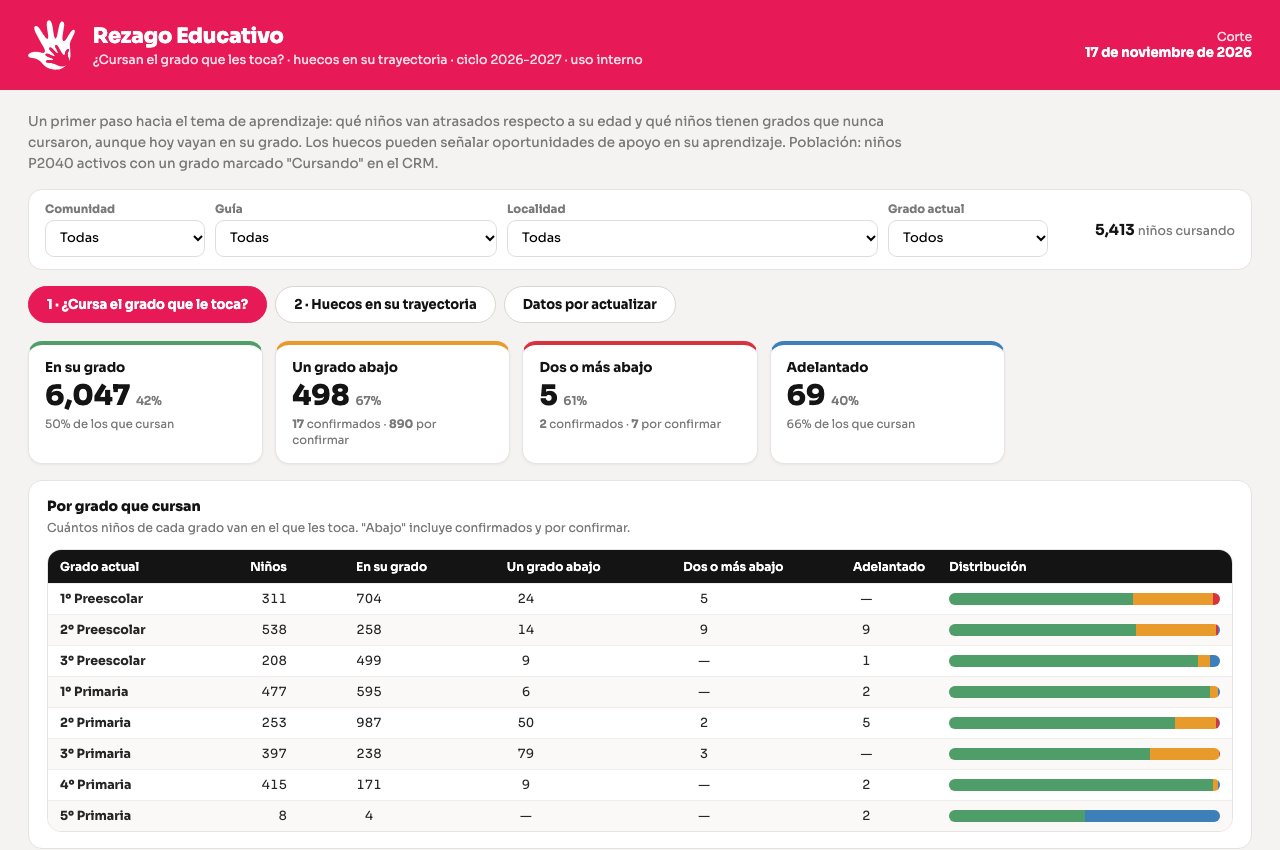 Rezago Educativo
¿Cursan el grado que les toca? · huecos en su trayectoria · ciclo 2026-2027 · uso interno
Corte
17 de noviembre de 2026
Un primer paso hacia el tema de aprendizaje: qué niños van atrasados respecto a su edad y qué niños tienen grados que nunca
cursaron, aunque hoy vayan en su grado. Los huecos pueden señalar oportunidades de apoyo en su aprendizaje. Población: niños
P2040 activos con un grado marcado "Cursando" en el CRM.
Comunidad Guía Localidad Grado actual
Todas Todas Todas Todos
5,413 niños cursando
1 · ¿Cursa el grado que le toca? 2 · Huecos en su trayectoria Datos por actualizar
En su grado
6,047 42%
50% de los que cursan
Un grado abajo
498 67%
17 confirmados · 890 por
confirmar
Dos o más abajo
5 61%
2 confirmados · 7 por confirmar
Adelantado
69 40%
66% de los que cursan
Por grado que cursan
Cuántos niños de cada grado van en el que les toca. "Abajo" incluye confirmados y por confirmar.
Grado actual Niños En su grado Un grado abajo Dos o más abajo Adelantado Distribución
1º Preescolar 311 704 24 5 —
2º Preescolar 538 258 14 9 9
3º Preescolar 208 499 9 — 1
1º Primaria 477 595 6 — 2
2º Primaria 253 987 50 2 5
3º Primaria 397 238 79 3 —
4º Primaria 415 171 9 — 2
5º Primaria 8 4 — — 2